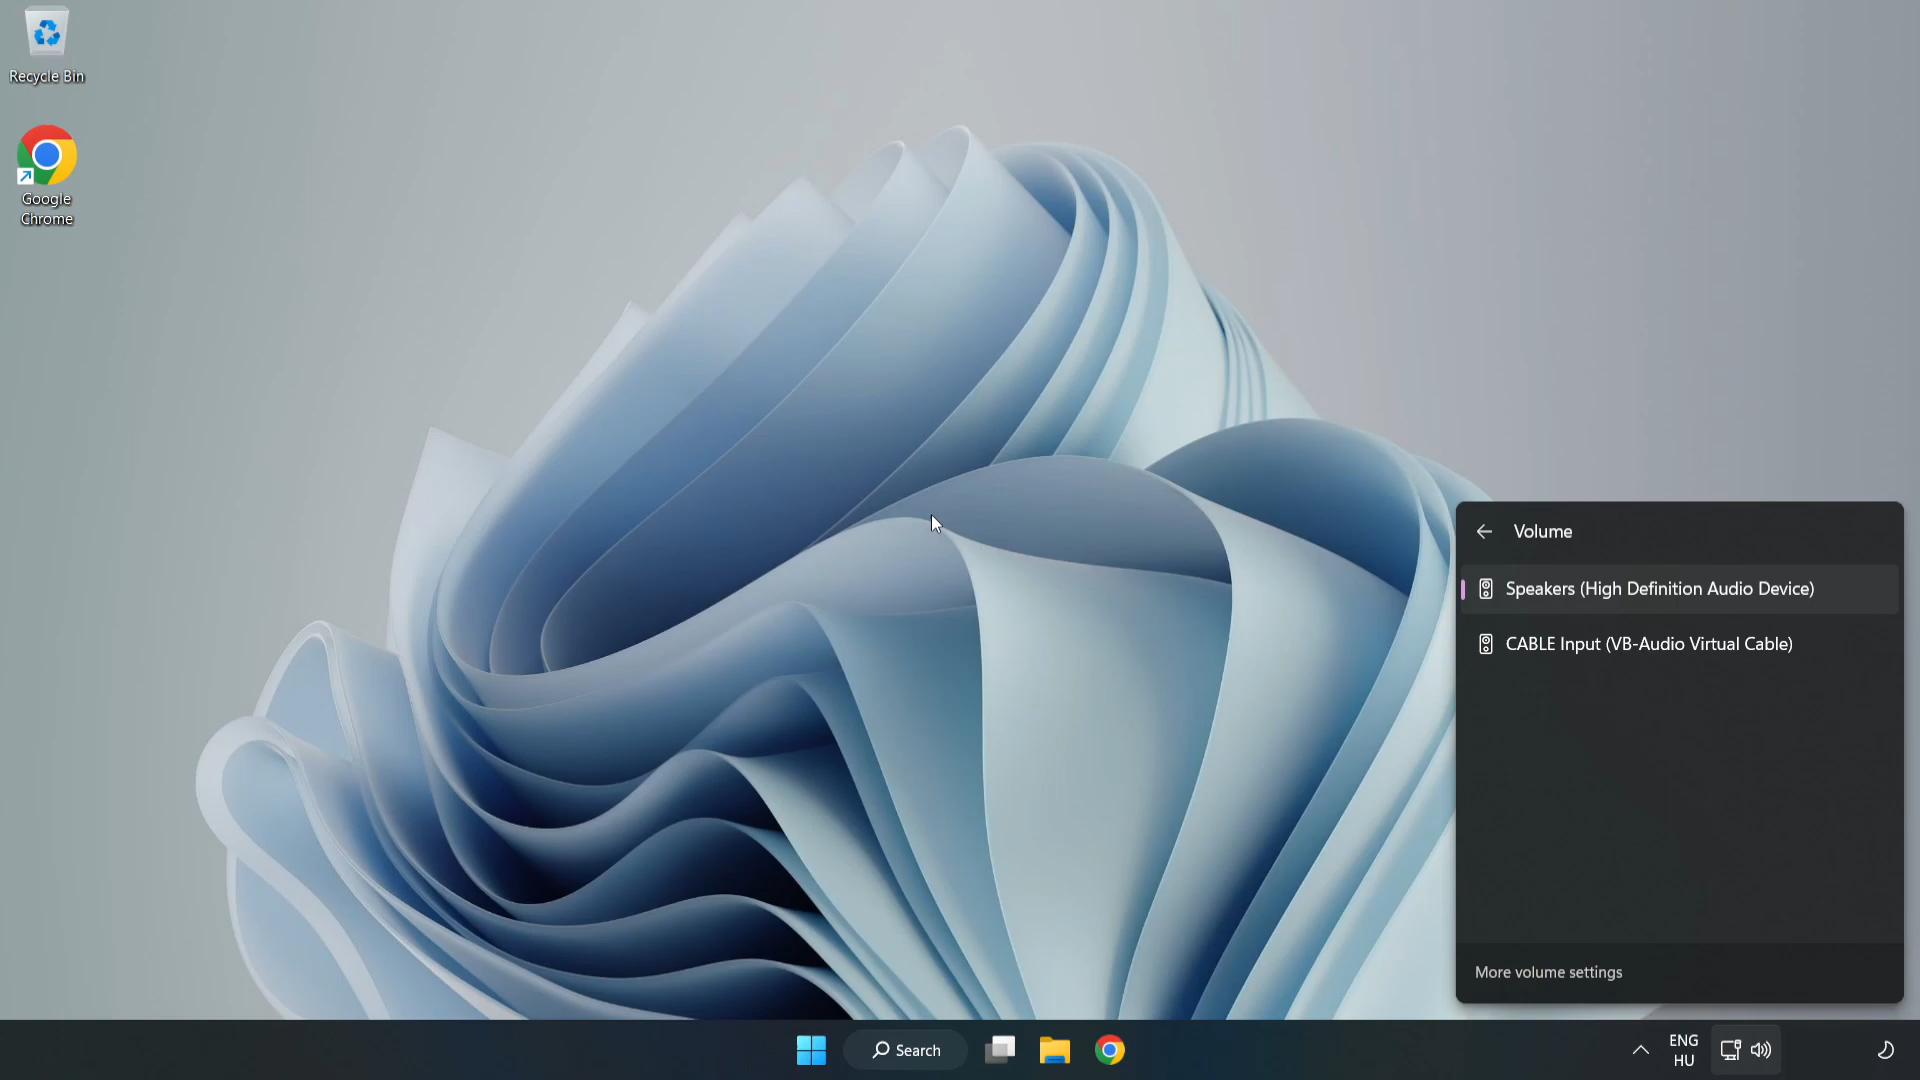 Recycle Bin
Google
Chrome
Volume
Speakers (High Definition Audio Device)
CABLE Input (VB-Audio Virtual Cable)
More volume settings
Search
ENG
HU